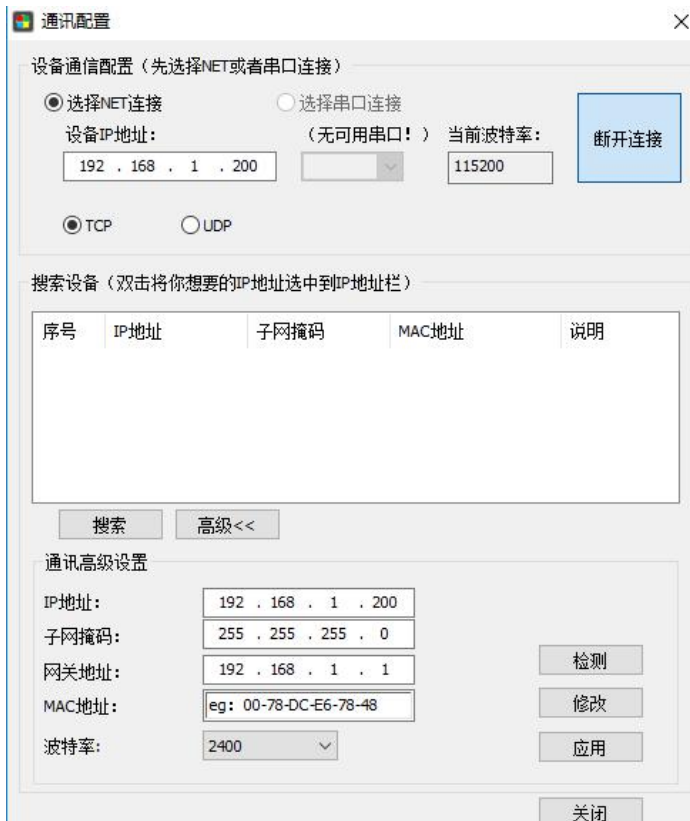 通讯配置
设备通信配置（先选择NET或者串口连接）
选择NET连接 选择串口连接
设备IP地址： （无可用串口！） 当前波特率： 断开连接
192 . 168 . 1 . 200 115200
TCP UDP
搜索设备（双击将你想要的IP地址选中到IP地址栏）
序号 IP地址 子网掩码 MAC地址 说明
搜索 高级<<
通讯高级设置
IP地址： 192 . 168 . 1 . 200
子网掩码： 255 . 255 . 255 . 0
网关地址： 192 . 168 . 1 . 1 检测
MAC地址： eg: 00-78-DC-E6-78-48 修改
波特率: 2400 应用
关闭